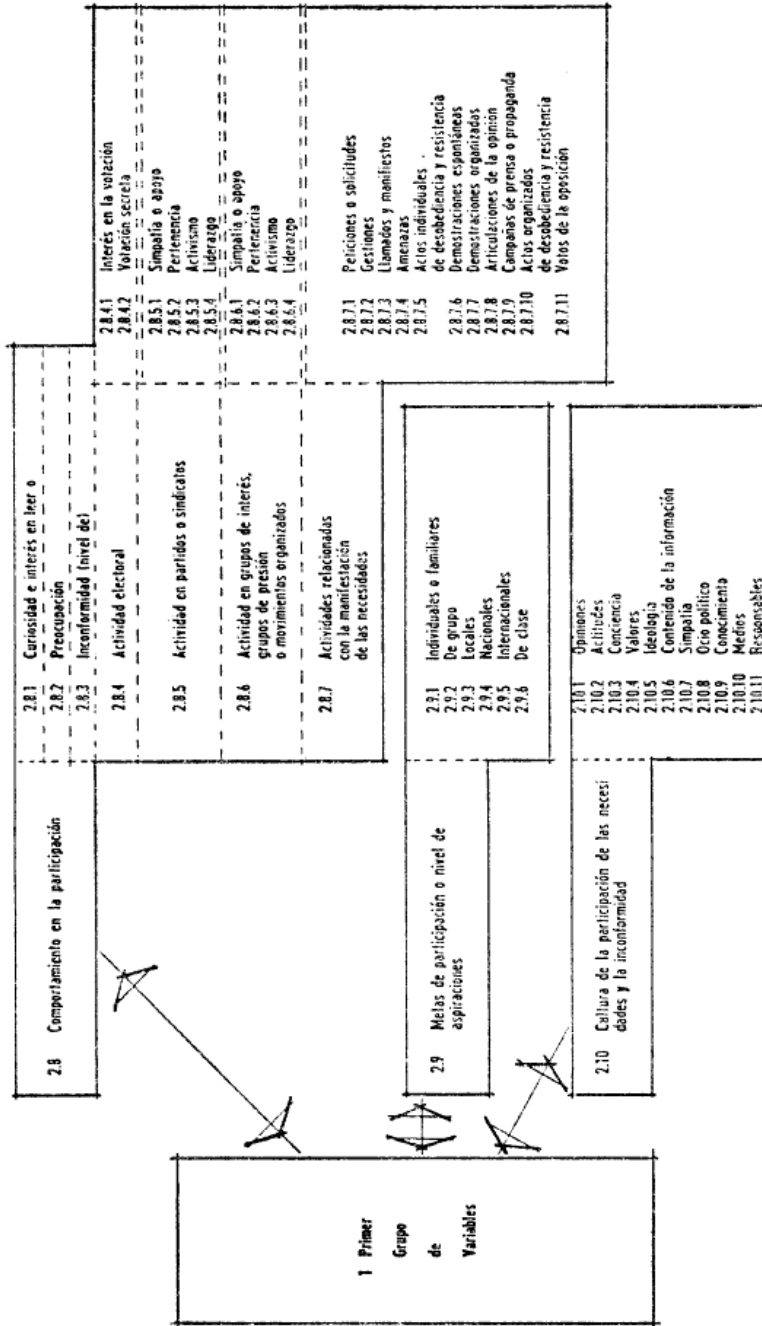 1 Primer
Grupo
de
Variables
2.8 Comportamiento en la participación
2.8.1 Curiosidad e interés en leer o
2.8.2 Preocupación
2.8.3 Inconformidad (nivel de)
2.8.4 Actividad electoral
2.8.4.1 Interés en la votación
2.8.4.2 Votación secreta
2.8.5 Actividad en partidos o sindicatos
2.8.5.1 Simpatía o apoyo
2.8.5.2 Pertenencia
2.8.5.3 Activismo
2.8.5.4 Liderazgo
2.8.6 Actividad en grupos de interés,
grupos de presión
o movimientos organizados
2.8.6.1 Simpatía o apoyo
2.8.6.2 Pertenencia
2.8.6.3 Activismo
2.8.6.4 Liderazgo
2.8.7 Actividades relacionadas
con la manifestación
de las necesidades
2.8.7.1 Peticiones o solicitudes
2.8.7.2 Gestiones
2.8.7.3 Llamados y manifiestos
2.8.7.4 Amenazas
2.8.7.5 Actos individuales
de desobediencia y resistencia
2.8.7.6 Demostraciones espontáneas
2.8.7.7 Demostraciones organizadas
2.8.7.8 Articulaciones de la opinión
2.8.7.9 Campañas de prensa o propaganda
2.8.7.10 Actos organizados
de desobediencia y resistencia
2.8.7.11 Votos de la oposición
2.9 Metas de participación o nivel de
aspiraciones
2.9.1 Individuales o familiares
2.9.2 De grupo
2.9.3 Locales
2.9.4 Nacionales
2.9.5 Internacionales
2.9.6 De clase
2.10 Cultura de la participación de las necesi
dades y la inconformidad
2.10.1 Opiniones
2.10.2 Actitudes
2.10.3 Conciencia
2.10.4 Valores
2.10.5 Ideología
2.10.6 Contenido de la información
2.10.7 Simpatía
2.10.8 Ocio político
2.10.9 Conocimiento
2.10.10 Medios
2.10.11 Responsables